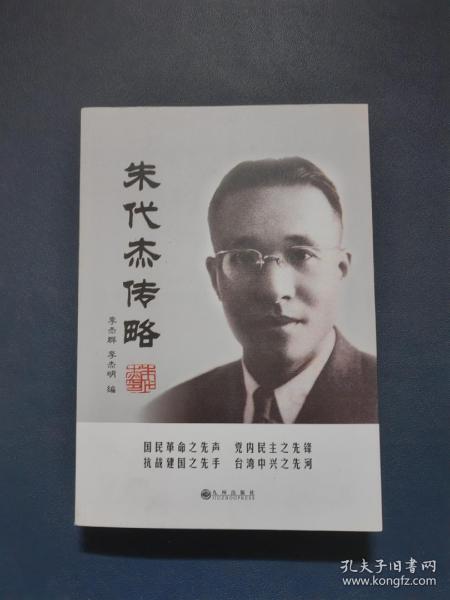 朱代杰传略
李杰群 李杰明 编
国民革命之先声 党内民主之先锋
抗战建国之先手 台湾中兴之先河
九州出版社
JIUZHOUPRESS
孔夫子旧书网
www.kongfz.com